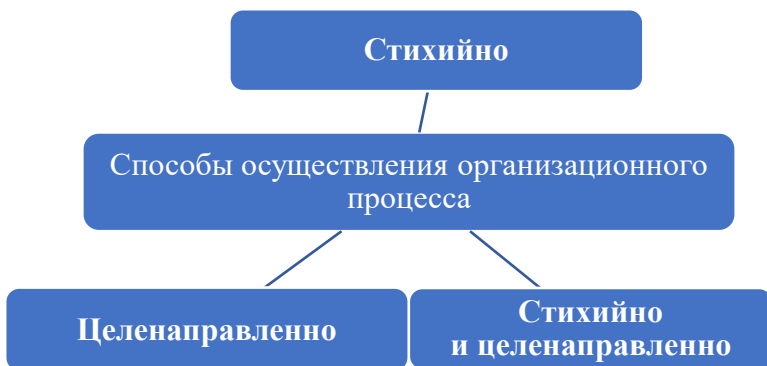 Стихийно
Способы осуществления организационного
процесса
Целенаправленно
Стихийно
и целенаправленно